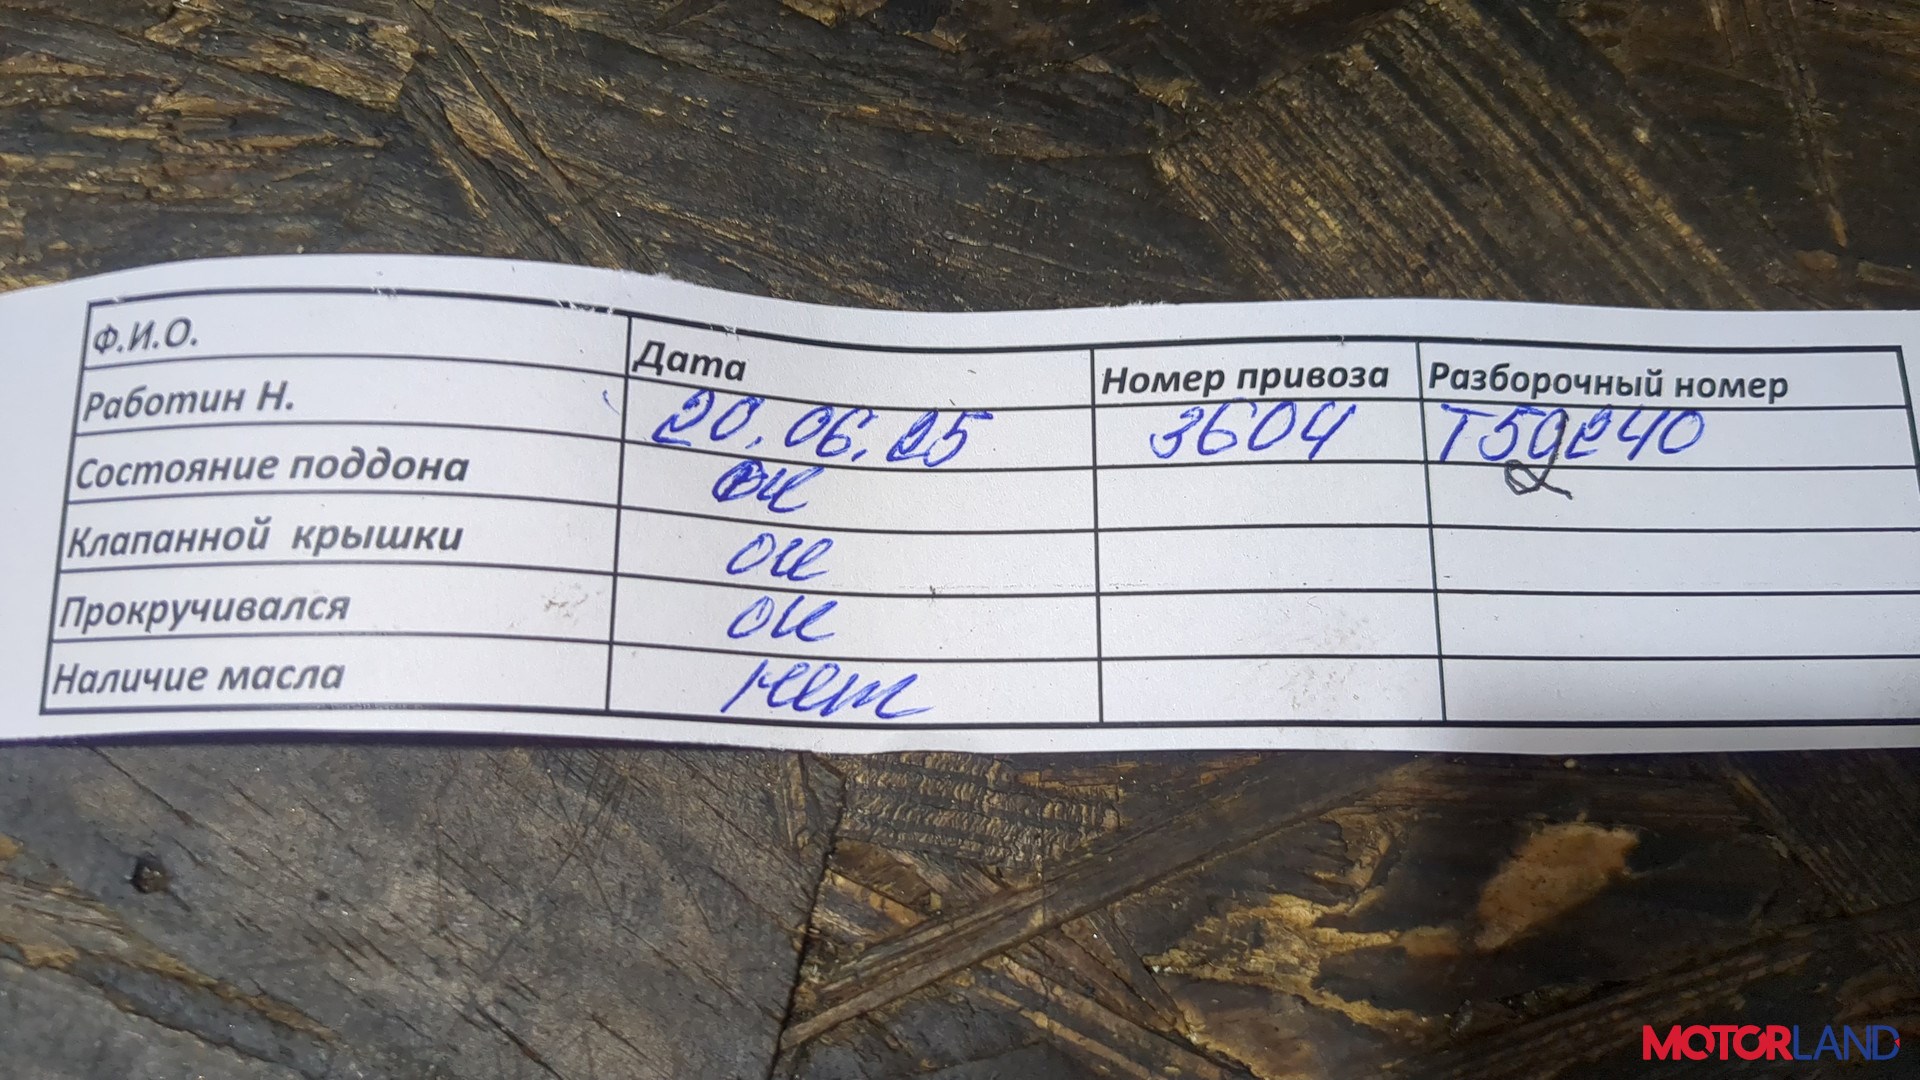 Ф.И.О. Дата Номер привоза Разборочный номер
Работин Н. 20.06.25 3604
Состояние поддона ок
Клапанной крышки ок
Прокручивался ок
Наличие масла нет
MOTORLAND